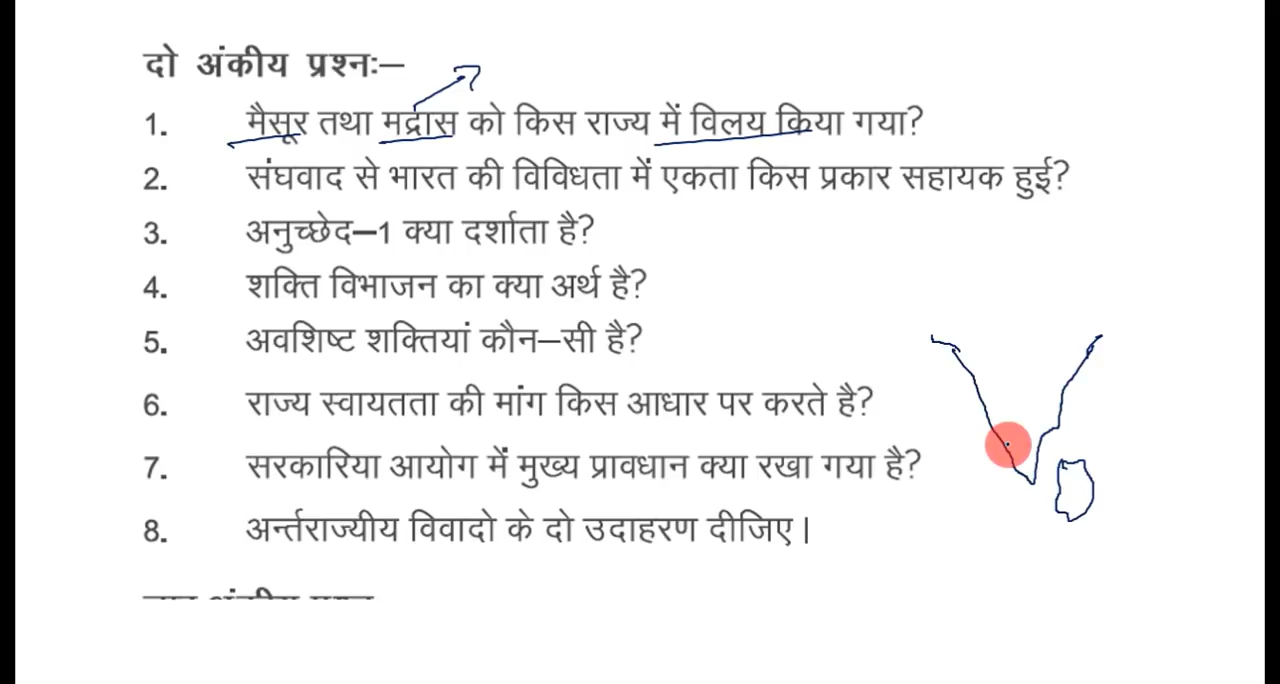 दो अंकीय प्रश्नः–
1. मैसूर तथा मद्रास को किस राज्य में विलय किया गया?
2. संघवाद से भारत की विविधता में एकता किस प्रकार सहायक हुई?
3. अनुच्छेद–1 क्या दर्शाता है?
4. शक्ति विभाजन का क्या अर्थ है?
5. अवशिष्ट शक्तियां कौन–सी है?
6. राज्य स्वायतता की मांग किस आधार पर करते है?
7. सरकारिया आयोग में मुख्य प्रावधान क्या रखा गया है?
8. अर्न्तराज्यीय विवादो के दो उदाहरण दीजिए।